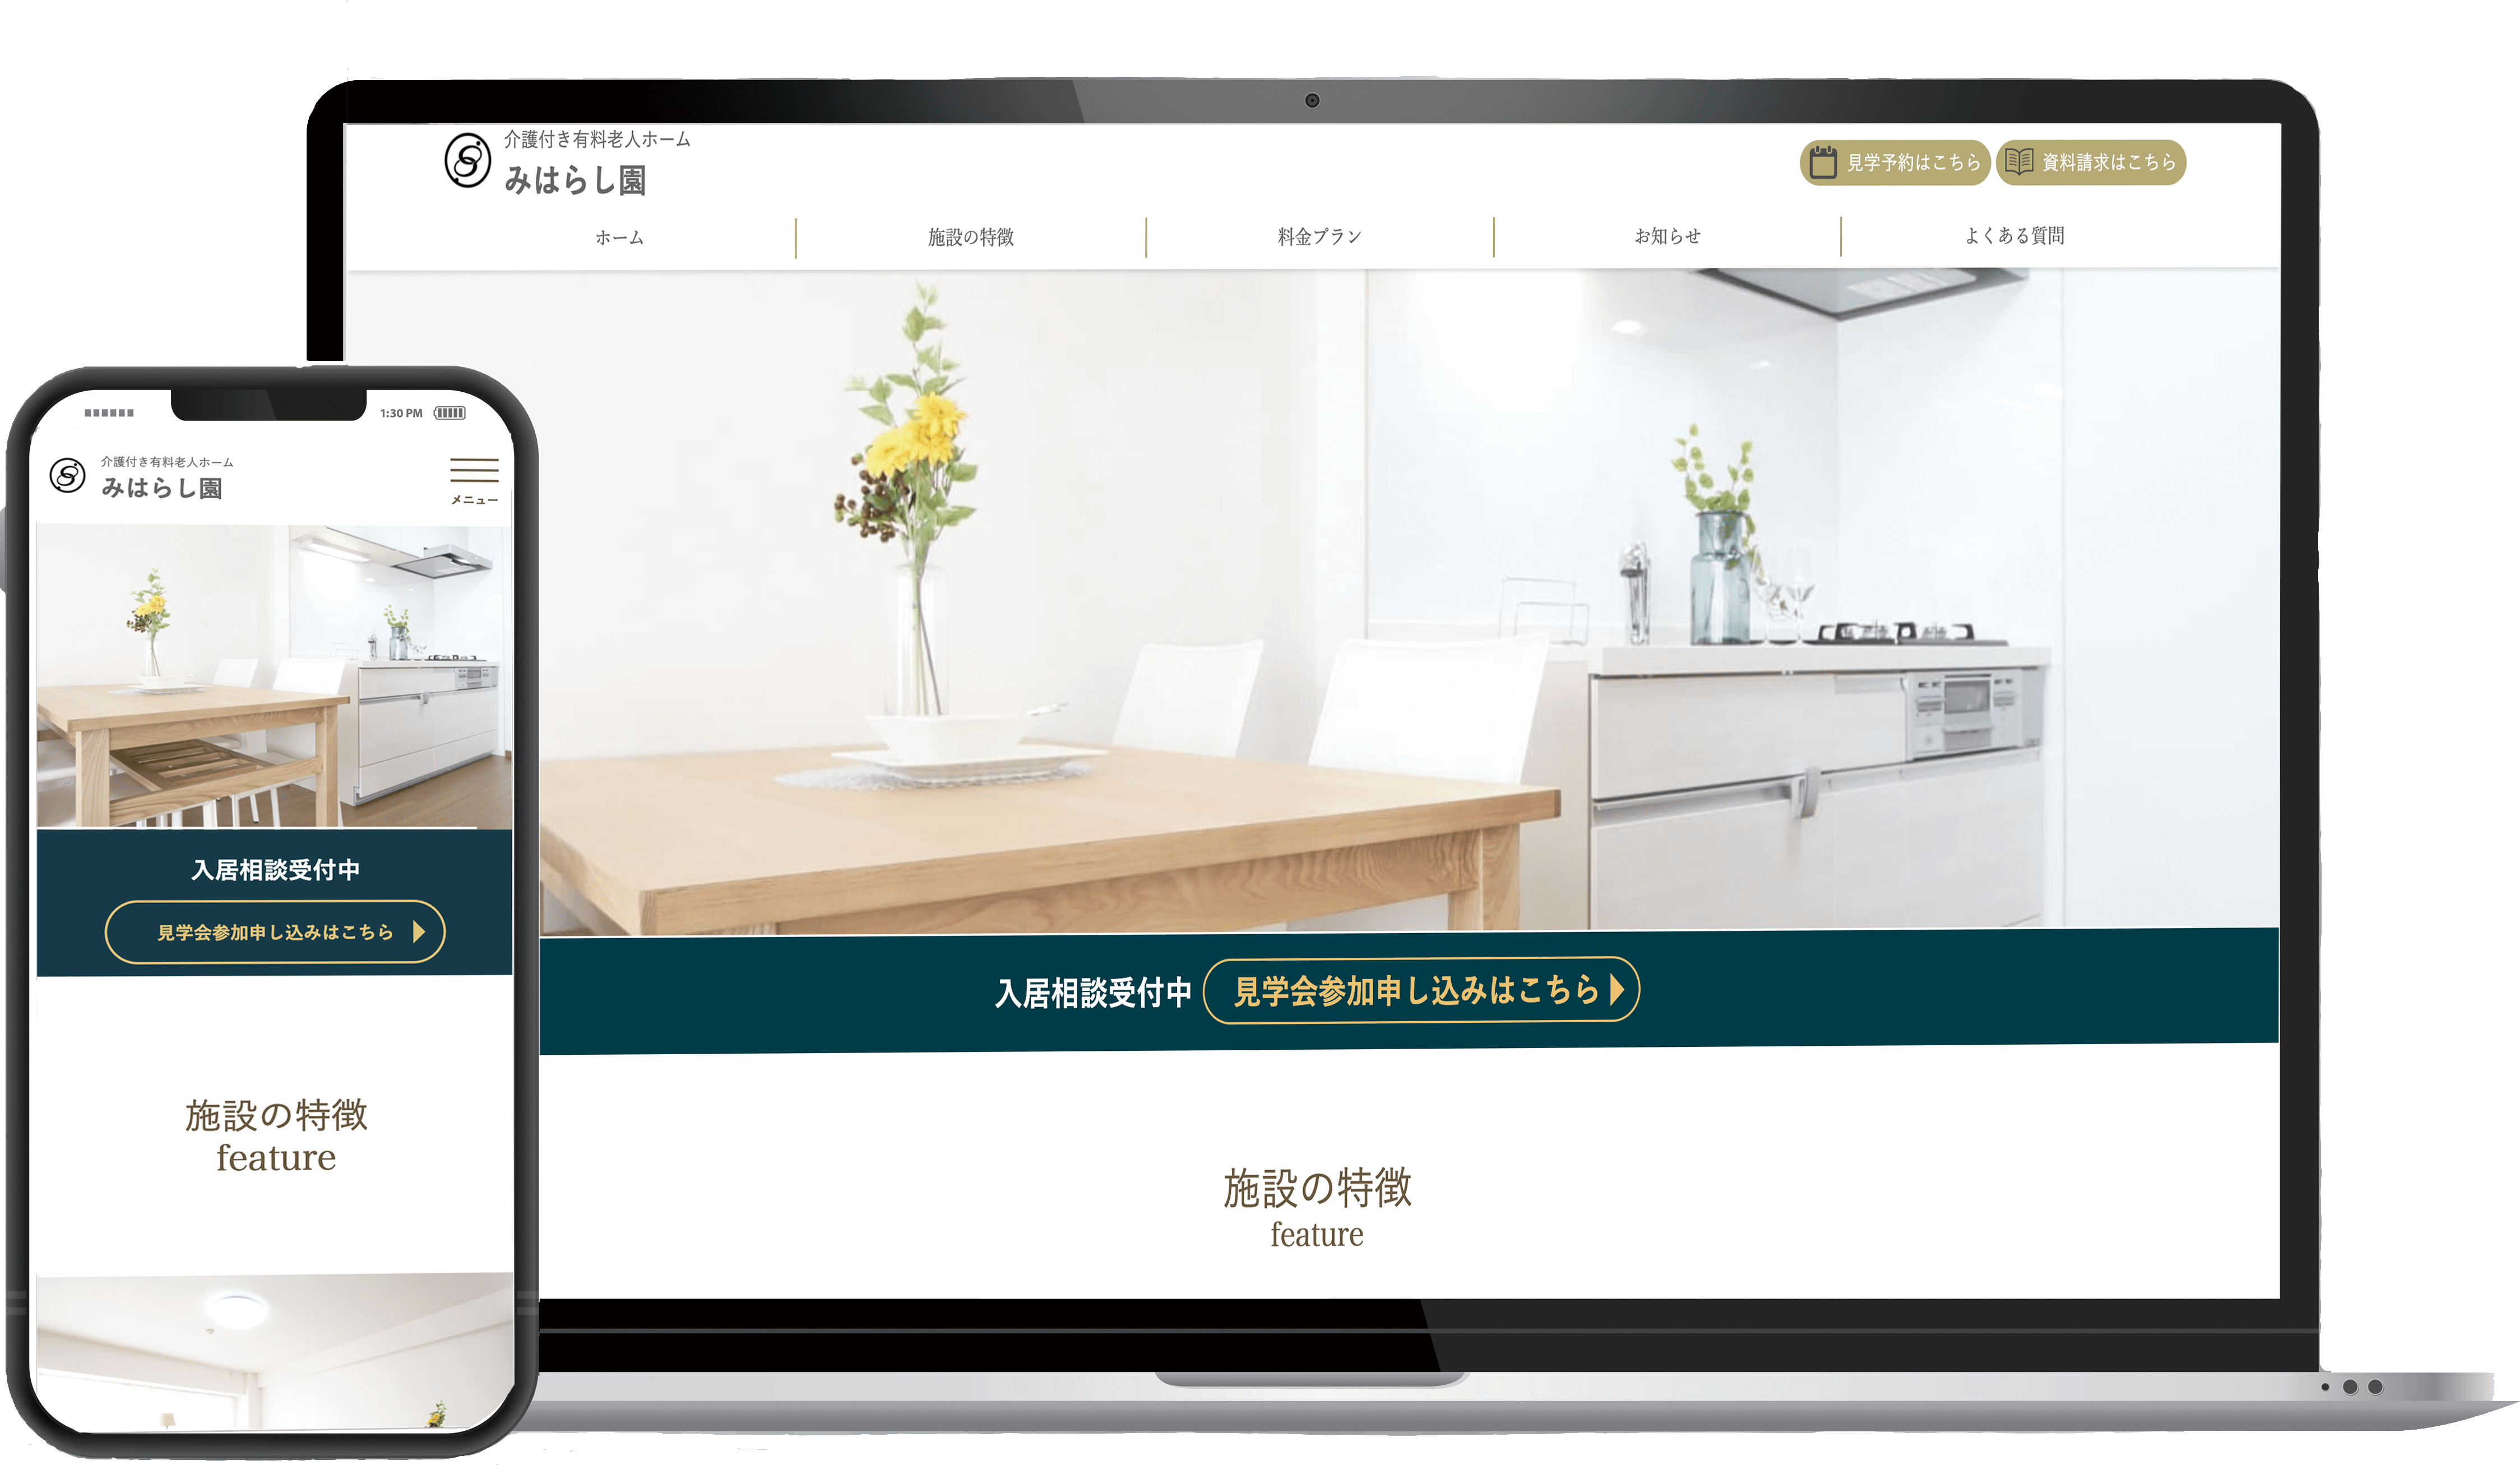 介護付き有料老人ホーム
みはらし園
見学予約はこちら
資料請求はこちら
ホーム
施設の特徴
料金プラン
お知らせ
よくある質問
入居相談受付中
見学会参加申し込みはこちら
施設の特徴
feature
1:30 PM
介護付き有料老人ホーム
みはらし園
メニュー
入居相談受付中
見学会参加申し込みはこちら
施設の特徴
feature